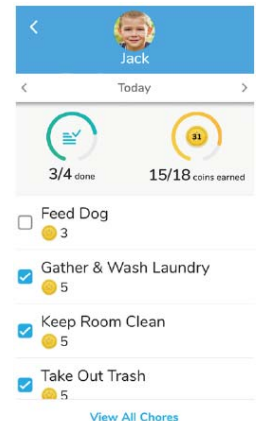 Jack
Today
31
3/4 done
15/18 coins earned
Feed Dog
3
Gather & Wash Laundry
5
Keep Room Clean
5
Take Out Trash
5
View All Chores